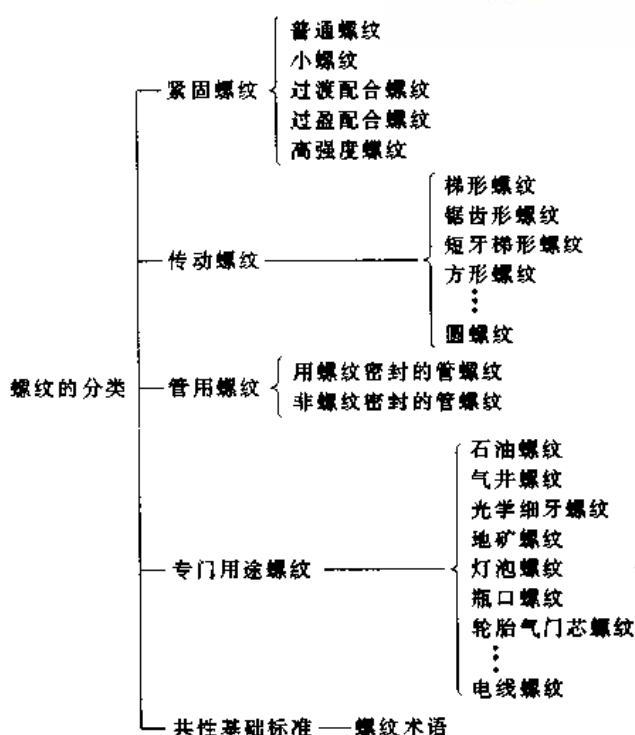 螺纹的分类
紧固螺纹
普通螺纹
小螺纹
过渡配合螺纹
过盈配合螺纹
高强度螺纹
传动螺纹
梯形螺纹
锯齿形螺纹
短牙梯形螺纹
方形螺纹
圆螺纹
管用螺纹
用螺纹密封的管螺纹
非螺纹密封的管螺纹
专门用途螺纹
石油螺纹
气井螺纹
光学细牙螺纹
地矿螺纹
灯泡螺纹
瓶口螺纹
轮胎气门芯螺纹
电线螺纹
共性基础标准
螺纹术语